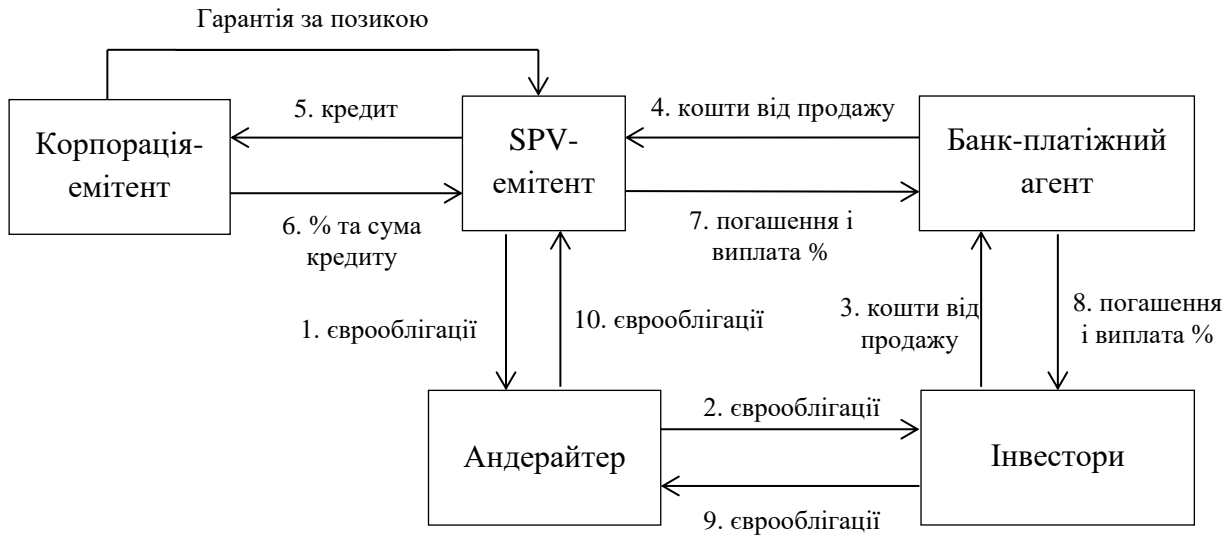 Гарантія за позикою
5. кредит
4. кошти від продажу
Корпорація-
емітент
SPV-
емітент
Банк-платіжний
агент
6. % та сума
кредиту
7. погашення і
виплата %
1. єврооблігації
10. єврооблігації
3. кошти від
продажу
8. погашення
і виплата %
2. єврооблігації
Андерайтер
Інвестори
9. єврооблігації